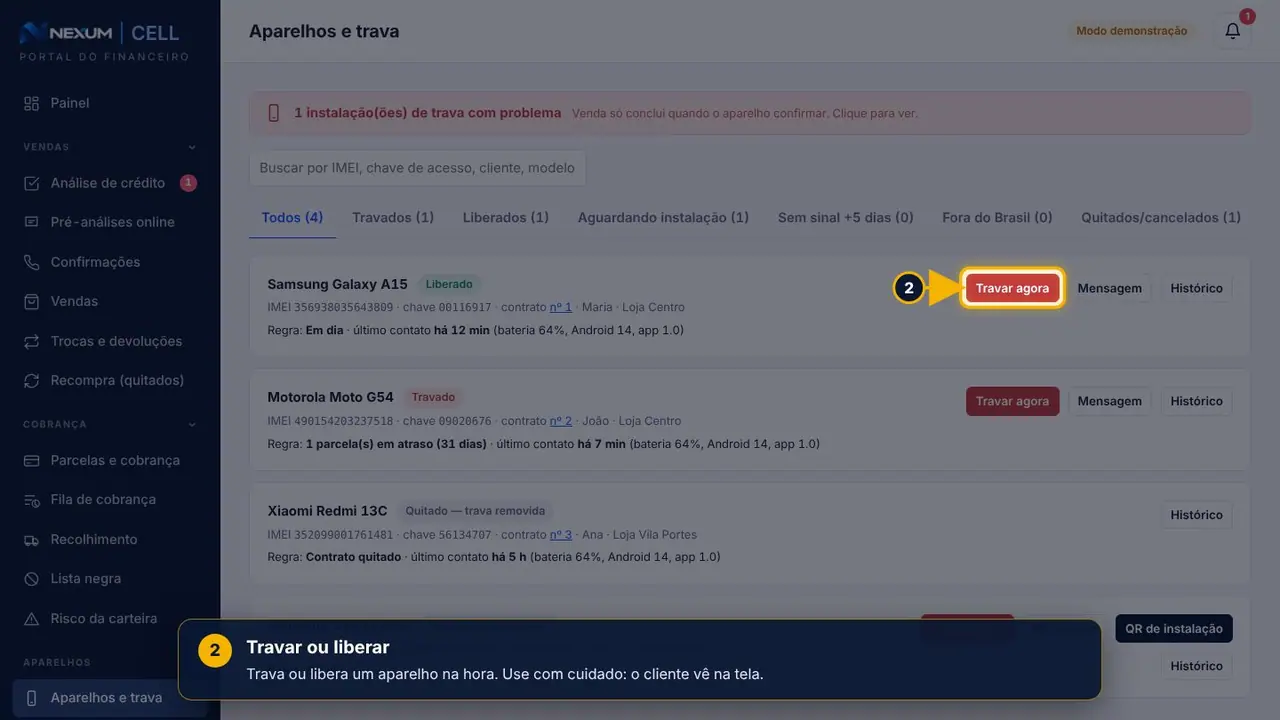 NEXUM | CELL
PORTAL DO FINANCEIRO
Painel
VENDAS
Análise de crédito 1
Pré-análises online
Confirmações
Vendas
Trocas e devoluções
Recompra (quitados)
COBRANÇA
Parcelas e cobrança
Fila de cobrança
Recolhimento
Lista negra
Risco da carteira
APARELHOS
Aparelhos e trava
Aparelhos e trava
Modo demonstração
1
1 instalação(ões) de trava com problema Venda só conclui quando o aparelho confirmar. Clique para ver.
Buscar por IMEI, chave de acesso, cliente, modelo
Todos (4) Travados (1) Liberados (1) Aguardando instalação (1) Sem sinal +5 dias (0) Fora do Brasil (0) Quitados/cancelados (1)
Samsung Galaxy A15 Liberado
IMEI 356938035643809 · chave 00116917 · contrato nº 1 · Maria · Loja Centro
Regra: Em dia · último contato há 12 min (bateria 64%, Android 14, app 1.0)
2 Travar agora Mensagem Histórico
Motorola Moto G54 Travado
IMEI 490154203237518 · chave 09020676 · contrato nº 2 · João · Loja Centro
Regra: 1 parcela(s) em atraso (31 dias) · último contato há 7 min (bateria 64%, Android 14, app 1.0)
Travar agora Mensagem Histórico
Xiaomi Redmi 13C Quitado — trava removida
IMEI 352099001761481 · chave 56134707 · contrato nº 3 · Ana · Loja Vila Portes
Regra: Contrato quitado · último contato há 5 h (bateria 64%, Android 14, app 1.0)
Histórico
QR de instalação
Histórico
2 Travar ou liberar
Trava ou libera um aparelho na hora. Use com cuidado: o cliente vê na tela.